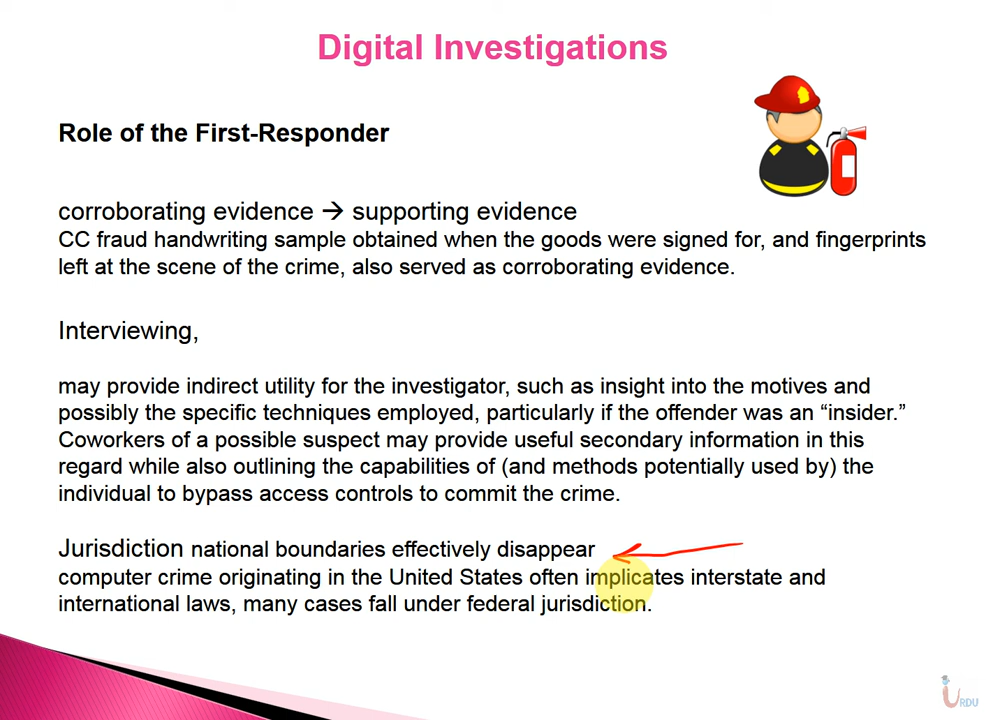 Digital Investigations
Role of the First-Responder
corroborating evidence → supporting evidence
CC fraud handwriting sample obtained when the goods were signed for, and fingerprints
left at the scene of the crime, also served as corroborating evidence.
Interviewing,
may provide indirect utility for the investigator, such as insight into the motives and
possibly the specific techniques employed, particularly if the offender was an “insider.”
Coworkers of a possible suspect may provide useful secondary information in this
regard while also outlining the capabilities of (and methods potentially used by) the
individual to bypass access controls to commit the crime.
Jurisdiction national boundaries effectively disappear
computer crime originating in the United States often implicates interstate and
international laws, many cases fall under federal jurisdiction.
URDU